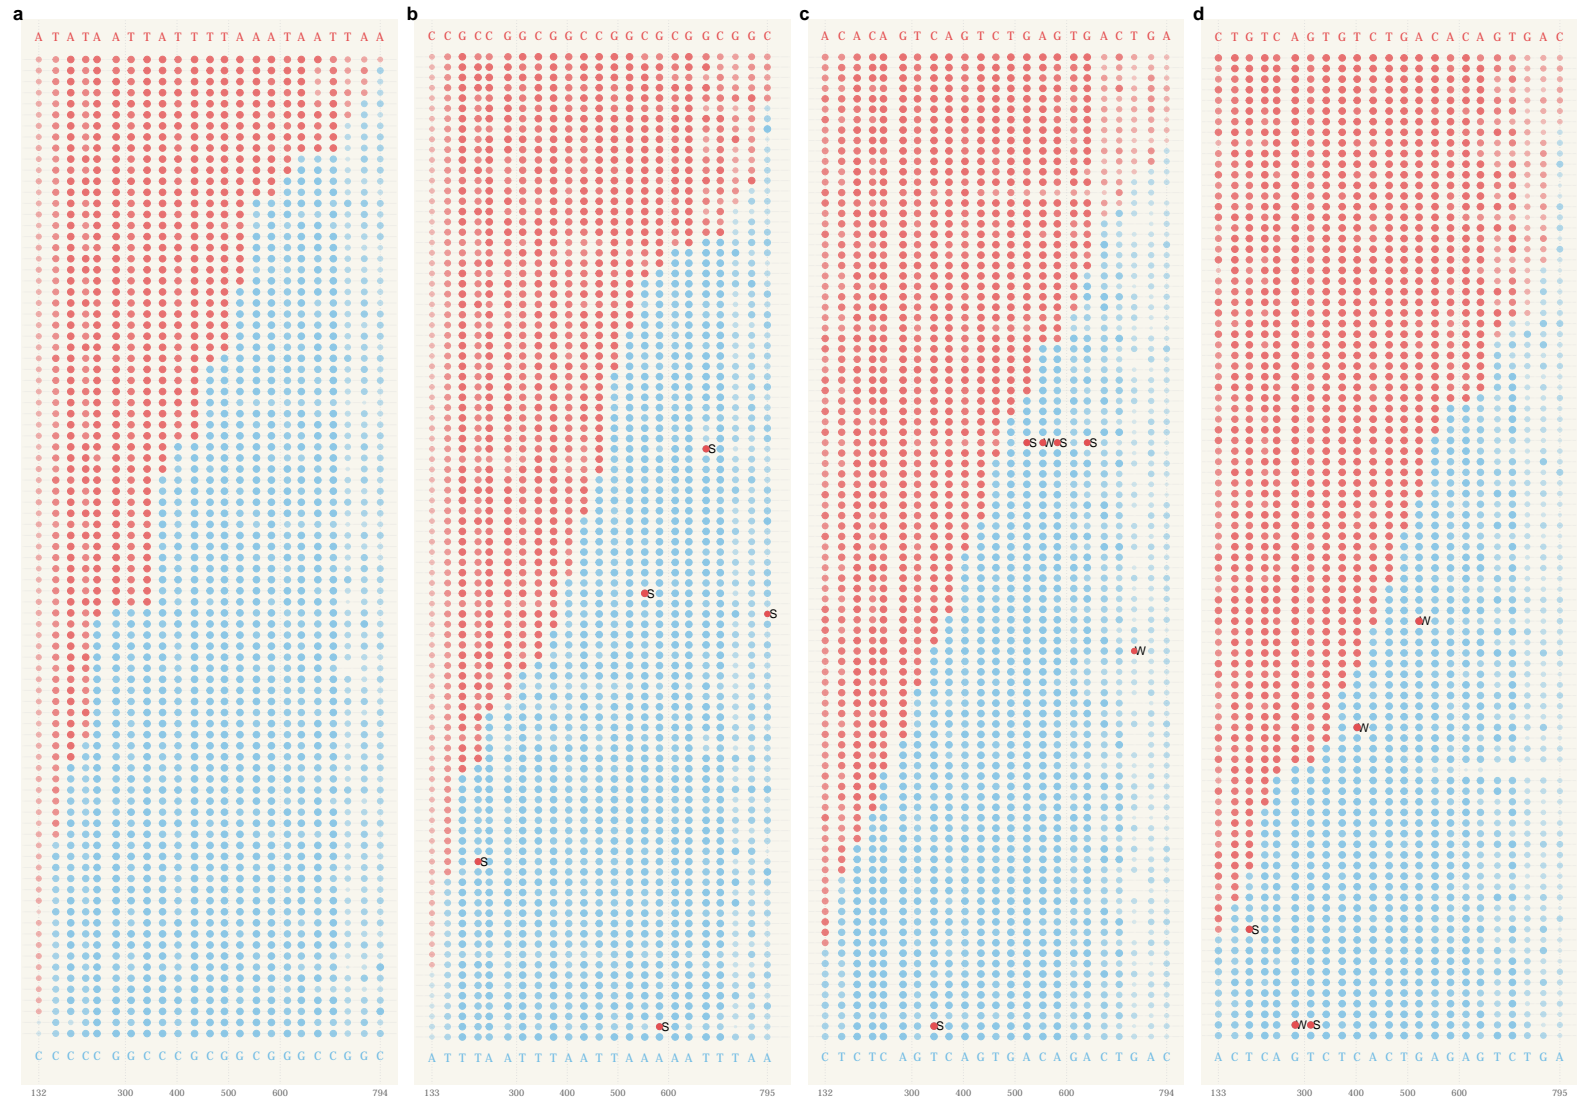 a
A T A T A A T T A T T T T A A A T A A T T A A
C C C C C G G C C C G C G G C G G G C C G G C
132 300 400 500 600 794
b
C C G C C G G C G G C C G G C G C G G C G G C
S
S
S
S
S
A T T T A A T T T A A T T A A A A A T T T A A
133 300 400 500 600 795
c
A C A C A G T C A G T C T G A G T G A C T G A
S W S S
W
S
C T C T C A G T C A G T G A C A G A C T G A C
132 300 400 500 600 794
d
C T G T C A G T G T C T G A C A C A G T G A C
W
W
S
W S
A C T C A G T C T C A C T G A G A G T C T G A
133 300 400 500 600 795